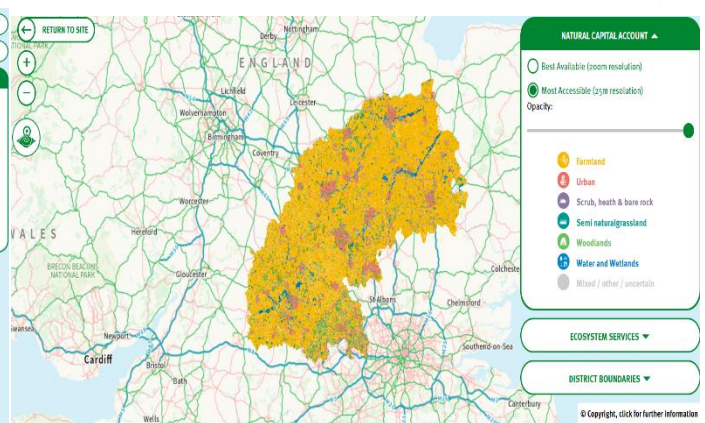 RETURN TO SITE
Nottingham
Derby
ENGLAND
Lichfield
Leicester
Wolverhampton
Birmingham
Coventry
Worcester
WALES
Hereford
BRECON BEACONS
NATIONAL PARK
Gloucester
Colchester
St Albans
Chelmsford
Swansea
Newport
Southend-on-Sea
Cardiff
Bristol
Bath
Canterbury
Wells
NATURAL CAPITAL ACCOUNT
Best Available (200m resolution)
Most Accessible (25m resolution)
Opacity:
Farmland
Urban
Scrub, heath & bare rock
Semi naturalgrassland
Woodlands
Water and Wetlands
Mixed / other / uncertain
ECOSYSTEM SERVICES
DISTRICT BOUNDARIES
© Copyright, click for further information